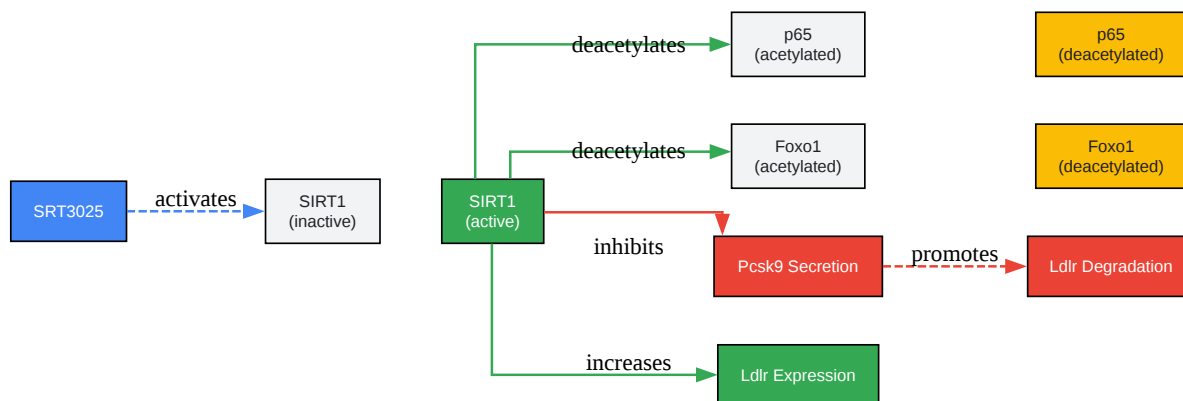 deacetylates
p65
(acetylated)
p65
(deacetylated)
deacetylates
Foxo1
(acetylated)
Foxo1
(deacetylated)
SRT3025
activates
SIRT1
(inactive)
SIRT1
(active)
inhibits
Pcsk9 Secretion
promotes
Ldlr Degradation
increases
Ldlr Expression